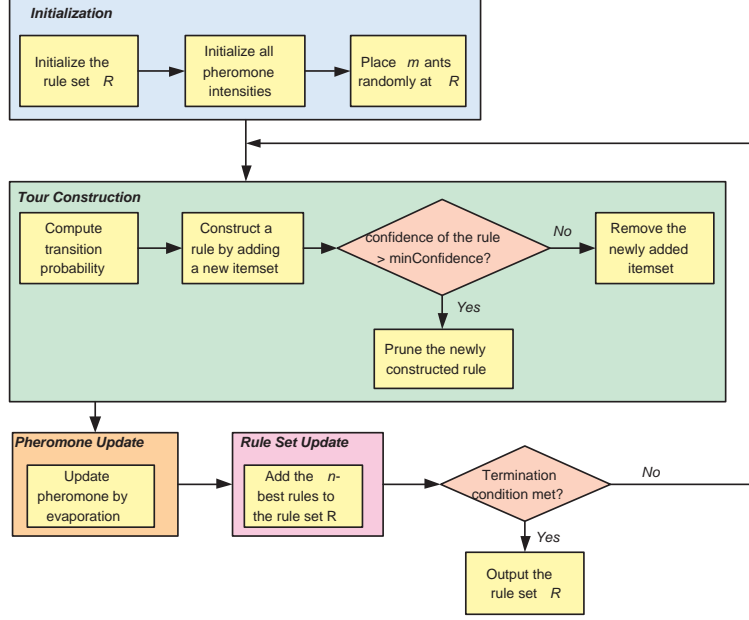 Initialization
Initialize the
rule set R
Initialize all
pheromone
intensities
Place m ants
randomly at R
Tour Construction
Compute
transition
probability
Construct a
rule by adding
a new itemset
confidence of the rule
> minConfidence?
No
Remove the
newly added
itemset
Yes
Prune the newly
constructed rule
Pheromone Update
Update
pheromone by
evaporation
Rule Set Update
Add the n-
best rules to
the rule set R
Termination
condition met?
No
Yes
Output the
rule set R